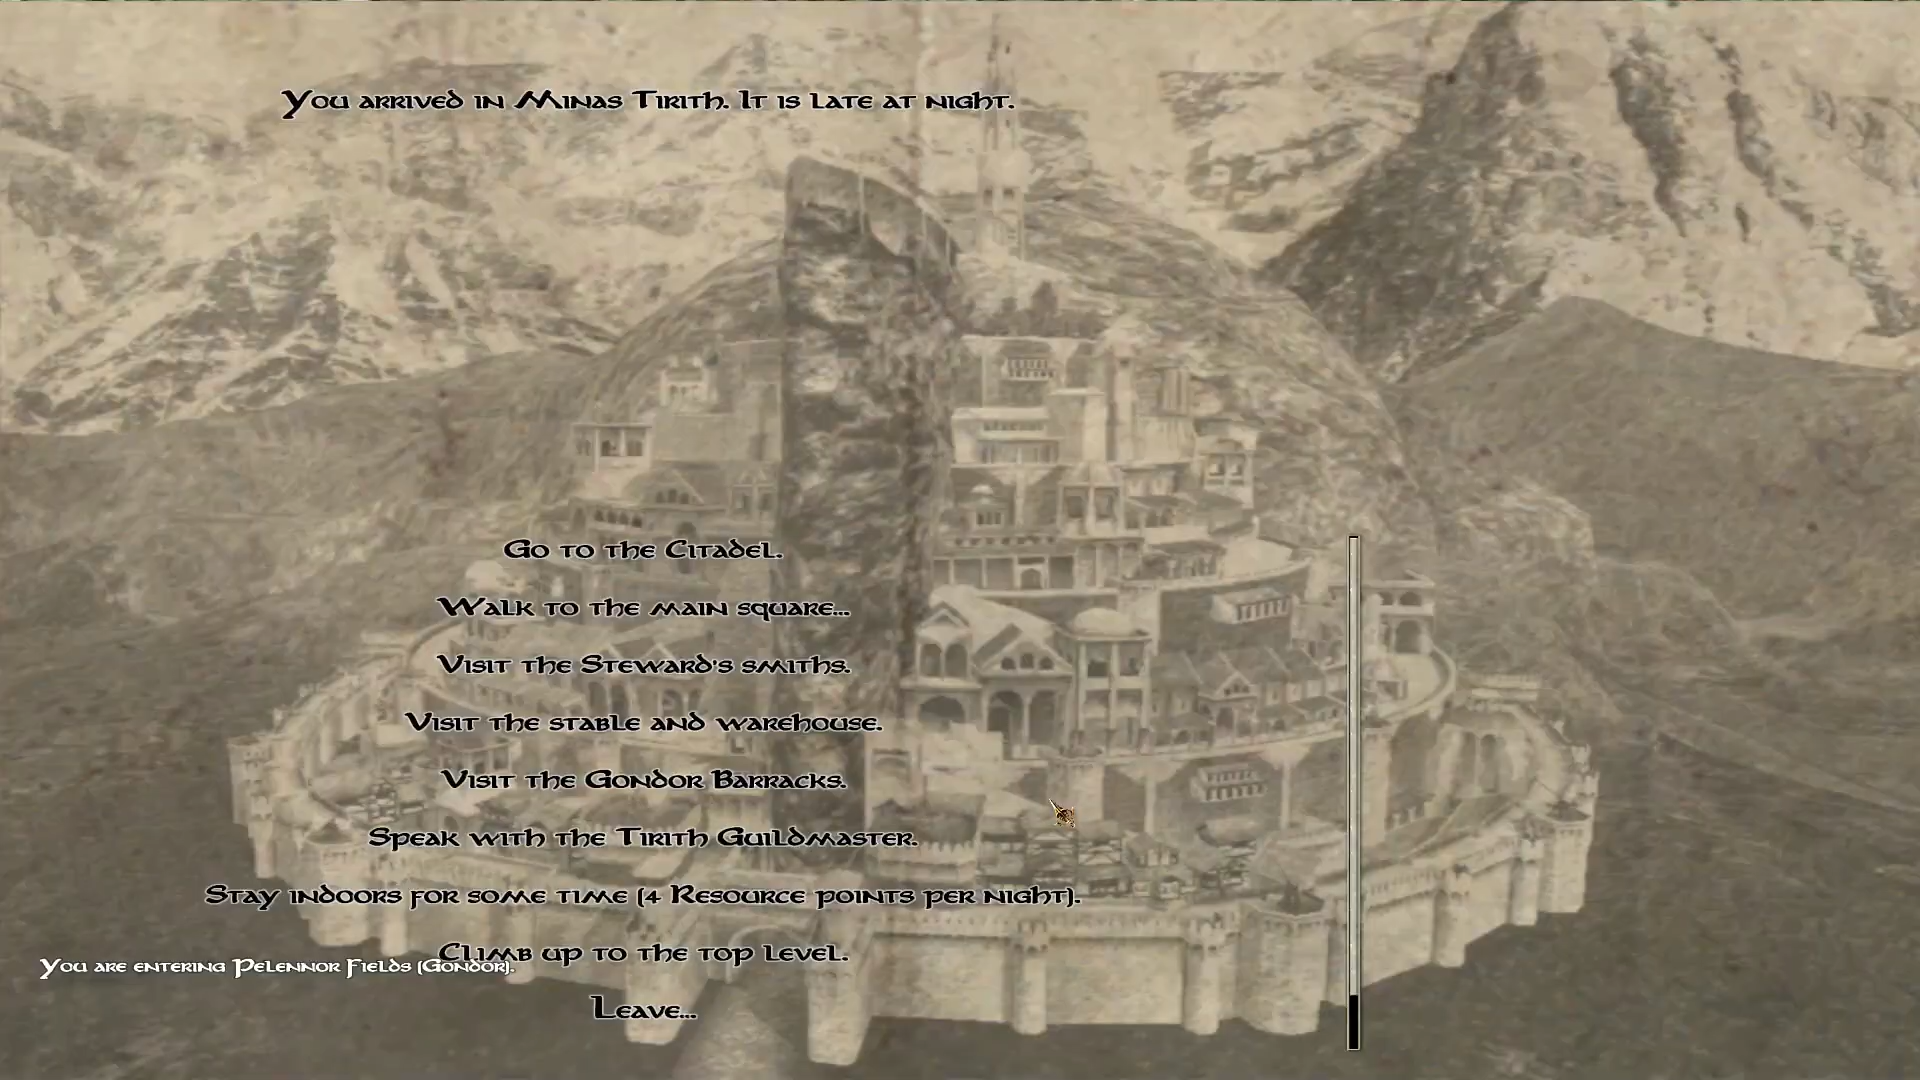 You arrived in Minas Tirith. It is late at night.
Go to the Citadel.
Walk to the main square...
Visit the Steward's smiths.
Visit the stable and warehouse.
Visit the Gondor Barracks.
Speak with the Tirith Guildmaster.
Stay indoors for some time (4 Resource points per night).
Climb up to the top level.
You are entering Pelennor Fields (Gondor).
Leave...